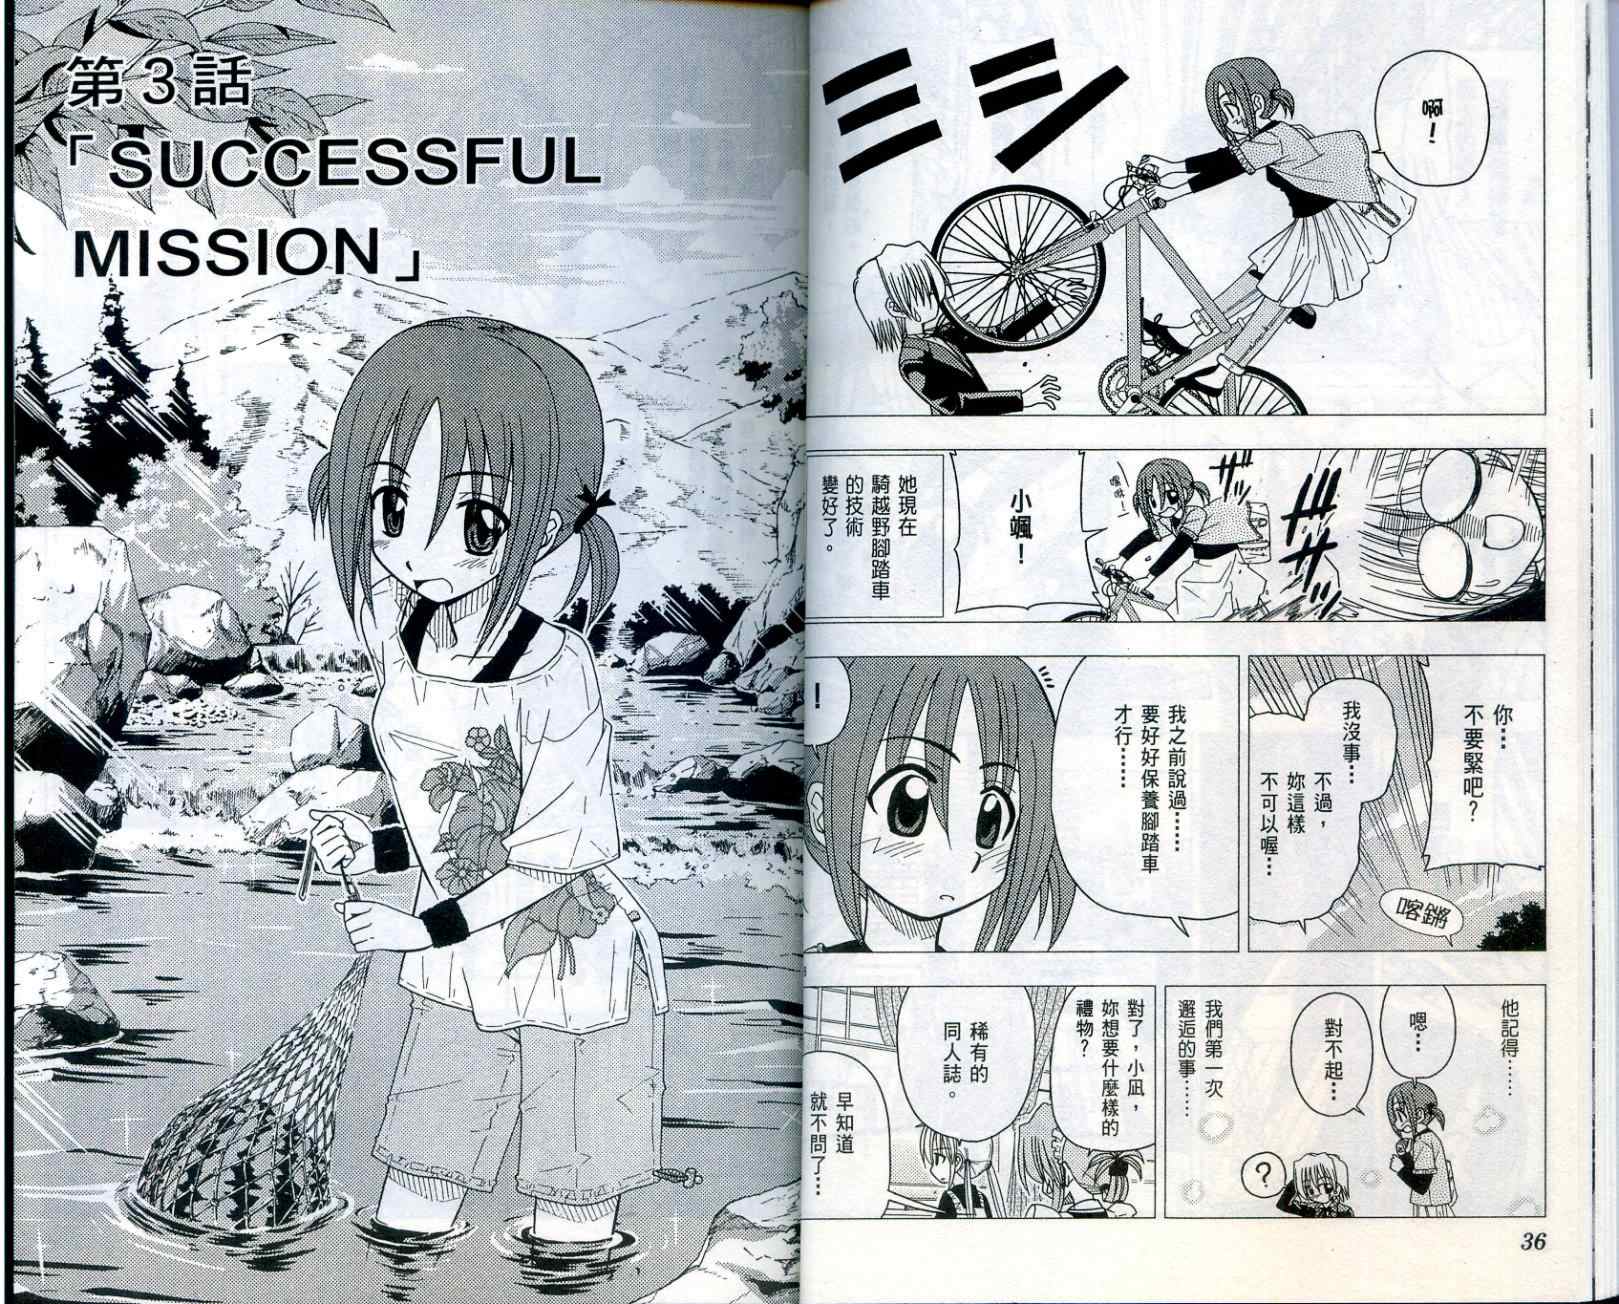 啊！
ミシ
小颯！
她現在
騎越野腳踏車
的技術
變好了。
你…
不要緊吧？
我沒事…
不過，
妳這樣
不可以喔…
喀鏘
我之前說過……
要好好保養腳踏車
才行……
！
他記得……
嗯…
對不起…
我們第一次
邂逅的事……
？
對了，小凪，
妳想要什麼樣的
禮物？
稀有的
同人誌。
早知道
就不問了…
36
第3話
「SUCCESSFUL
MISSION」